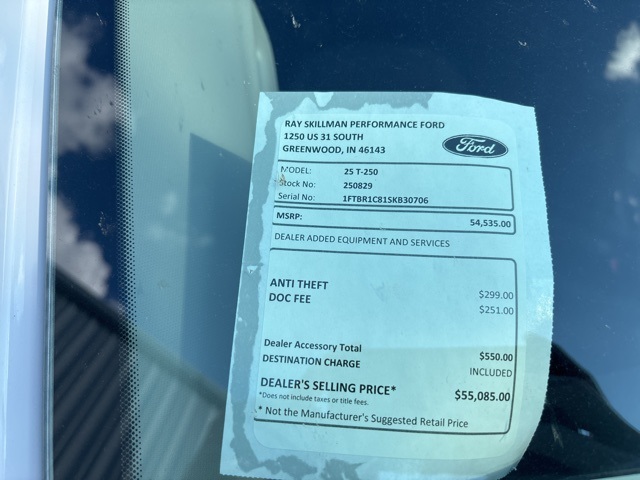 RAY SKILLMAN PERFORMANCE FORD
1250 US 31 SOUTH
GREENWOOD, IN 46143
Ford
MODEL: 25 T-250
Stock No: 250829
Serial No: 1FTBR1C81SKB30706
MSRP: 54,535.00
DEALER ADDED EQUIPMENT AND SERVICES
ANTI THEFT $299.00
DOC FEE $251.00
Dealer Accessory Total $550.00
DESTINATION CHARGE INCLUDED
DEALER'S SELLING PRICE* $55,085.00
*Does not include taxes or title fees.
* Not the Manufacturer's Suggested Retail Price